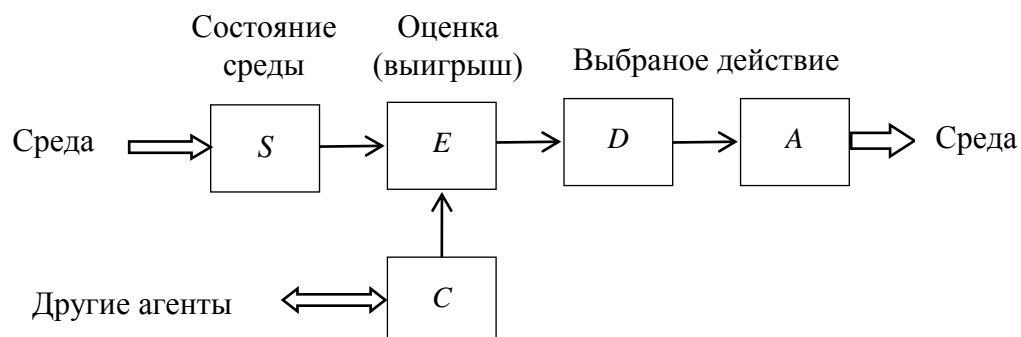 Состояние
среды
Оценка
(выигрыш)
Выбраное действие
Среда
S
E
D
A
Среда
Другие агенты
C